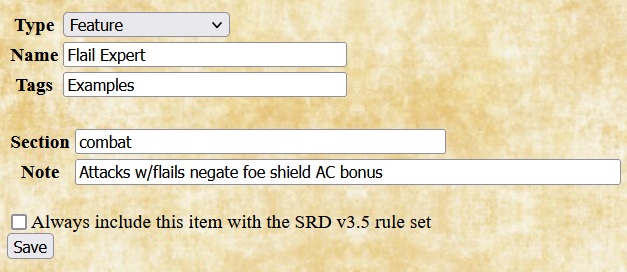 Type Feature
Name Flail Expert
Tags Examples
Section combat
Note Attacks w/flails negate foe shield AC bonus
Always include this item with the SRD v3.5 rule set
Save